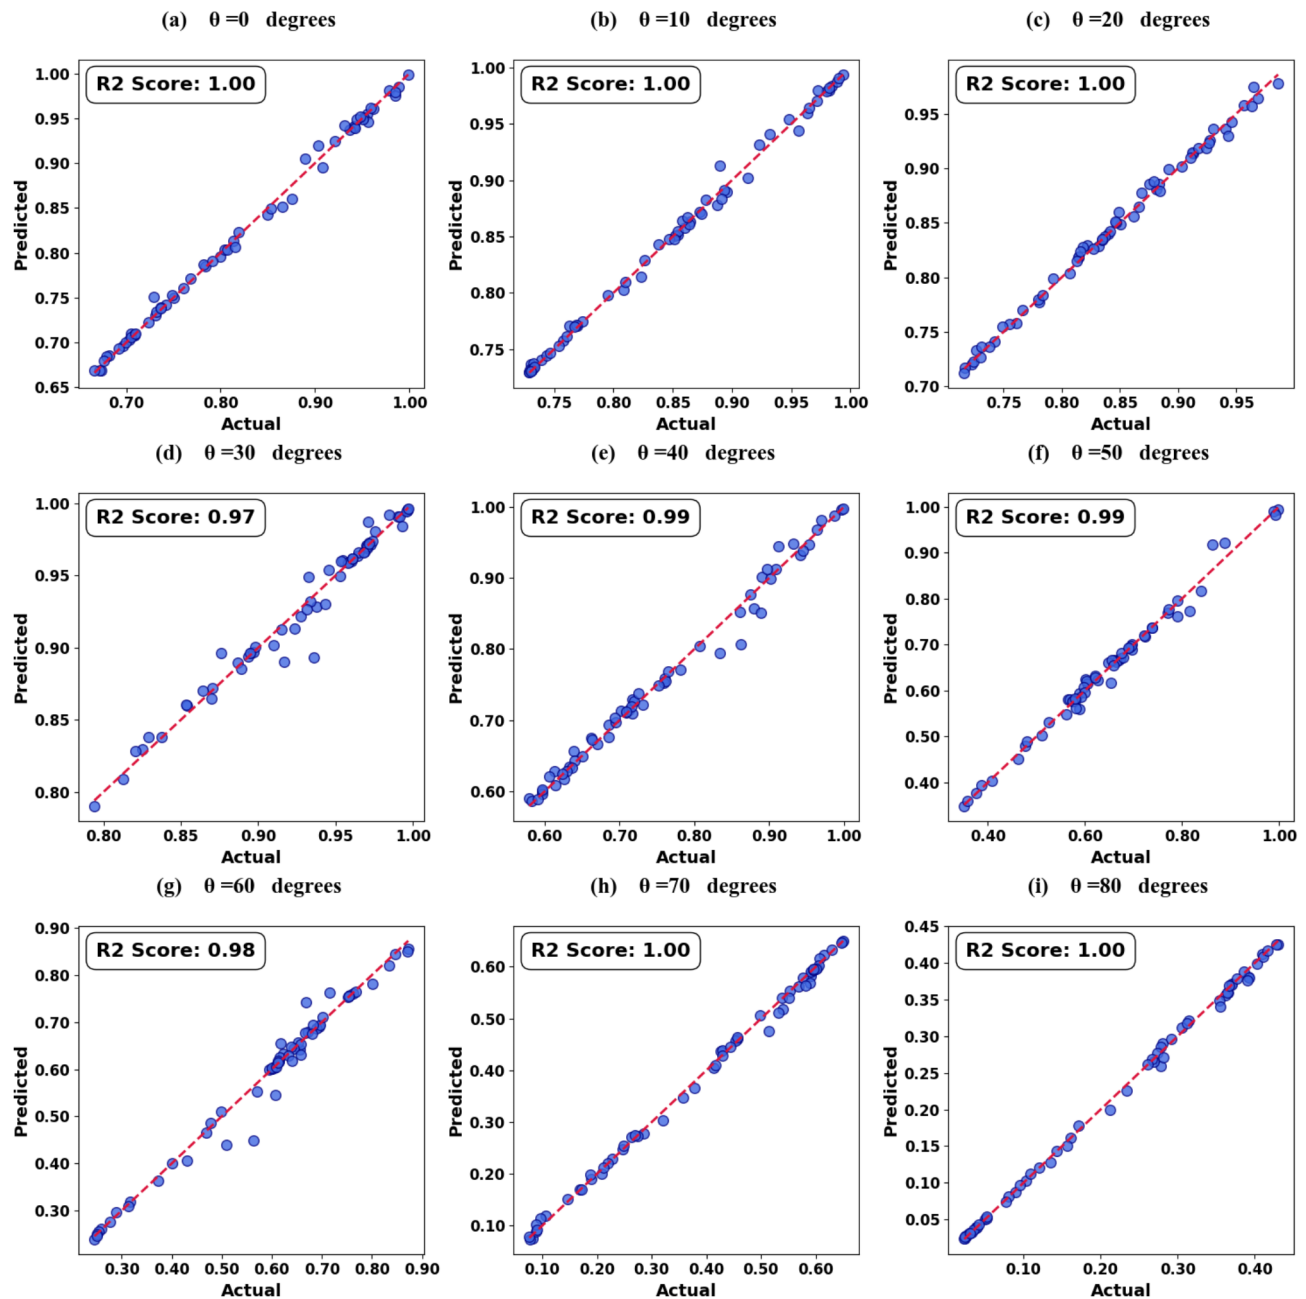 (a) θ =0 degrees
(b) θ =10 degrees
(c) θ =20 degrees
R2 Score: 1.00
1.00
0.95
0.90
0.85
0.80
0.75
0.70
0.65
Predicted
0.70 0.80 0.90 1.00
Actual
R2 Score: 1.00
1.00
0.95
0.90
0.85
0.80
0.75
Predicted
0.75 0.80 0.85 0.90 0.95 1.00
Actual
R2 Score: 1.00
0.95
0.90
0.85
0.80
0.75
0.70
Predicted
0.75 0.80 0.85 0.90 0.95
Actual
(d) θ =30 degrees
(e) θ =40 degrees
(f) θ =50 degrees
R2 Score: 0.97
1.00
0.95
0.90
0.85
0.80
Predicted
0.80 0.85 0.90 0.95 1.00
Actual
R2 Score: 0.99
1.00
0.90
0.80
0.70
0.60
Predicted
0.60 0.70 0.80 0.90 1.00
Actual
R2 Score: 0.99
1.00
0.90
0.80
0.70
0.60
0.50
0.40
Predicted
0.40 0.60 0.80 1.00
Actual
(g) θ =60 degrees
(h) θ =70 degrees
(i) θ =80 degrees
R2 Score: 0.98
0.90
0.80
0.70
0.60
0.50
0.40
0.30
Predicted
0.30 0.40 0.50 0.60 0.70 0.80 0.90
Actual
R2 Score: 1.00
0.60
0.50
0.40
0.30
0.20
0.10
Predicted
0.10 0.20 0.30 0.40 0.50 0.60
Actual
R2 Score: 1.00
0.45
0.40
0.35
0.30
0.25
0.20
0.15
0.10
0.05
Predicted
0.10 0.20 0.30 0.40
Actual